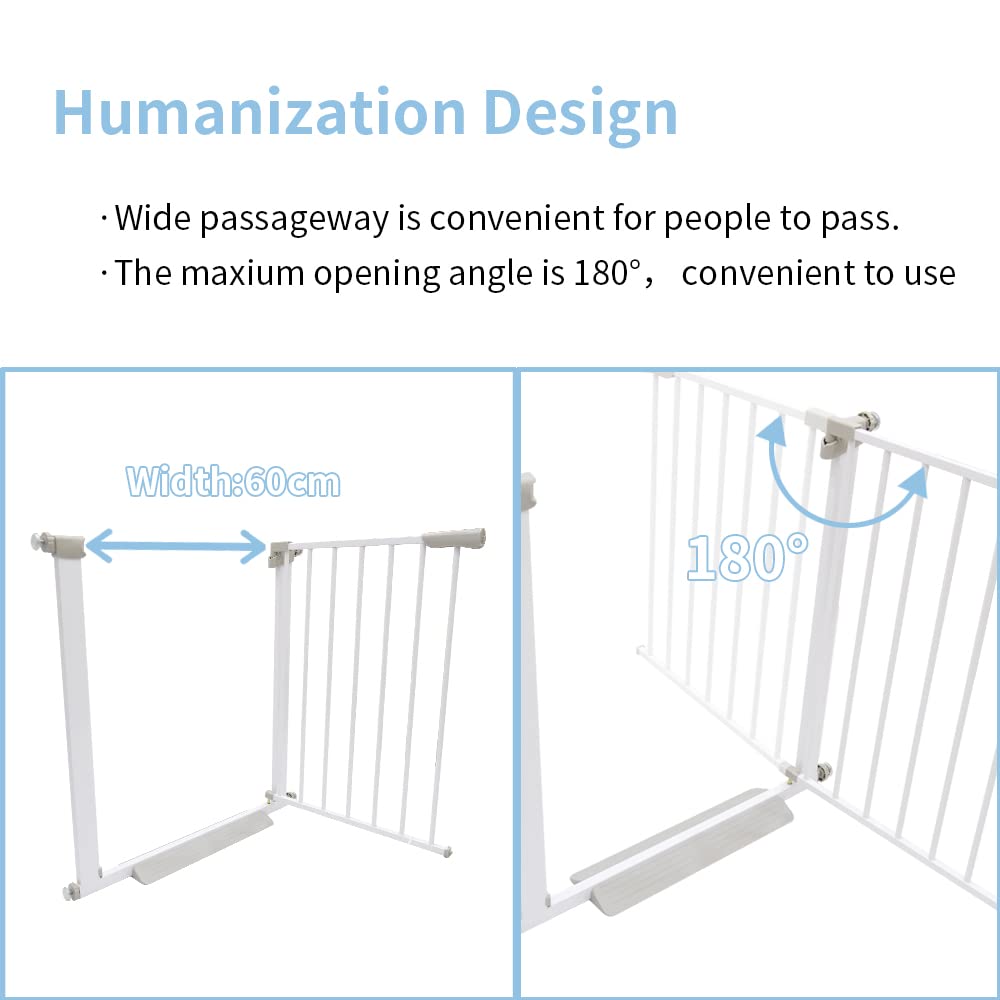 Humanization Design
·Wide passageway is convenient for people to pass.
·The maxium opening angle is 180°， convenient to use
Width:60cm
180°